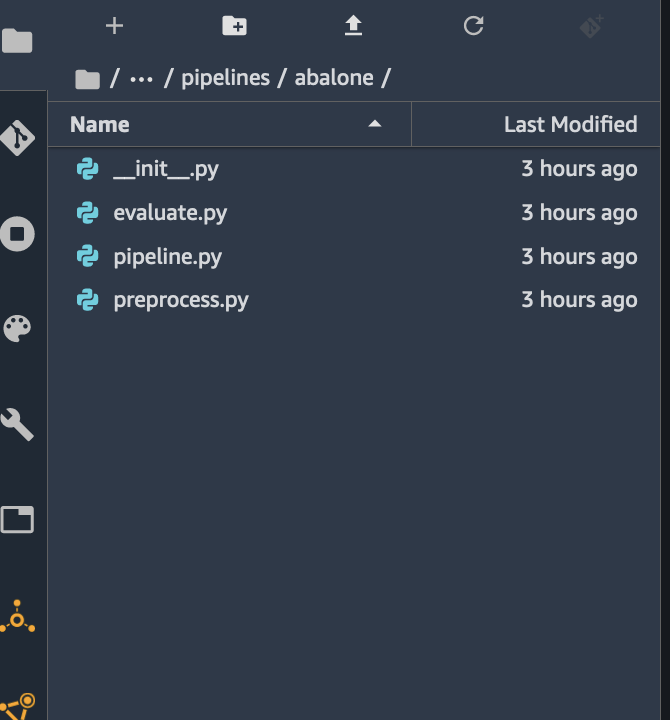 / ··· / pipelines / abalone /
Name Last Modified
__init__.py 3 hours ago
evaluate.py 3 hours ago
pipeline.py 3 hours ago
preprocess.py 3 hours ago